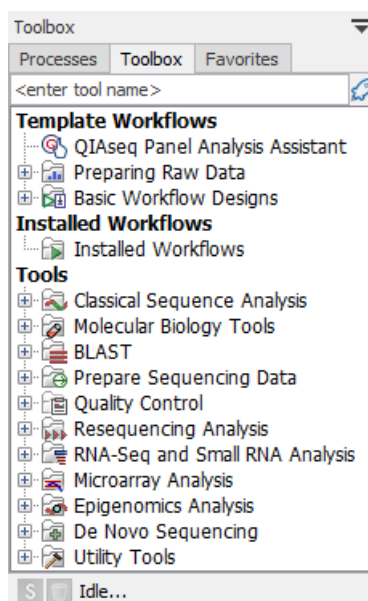 Toolbox
Processes Toolbox Favorites
<enter tool name>
Template Workflows
QIAseq Panel Analysis Assistant
Preparing Raw Data
Basic Workflow Designs
Installed Workflows
Installed Workflows
Tools
Classical Sequence Analysis
Molecular Biology Tools
BLAST
Prepare Sequencing Data
Quality Control
Resequencing Analysis
RNA-Seq and Small RNA Analysis
Microarray Analysis
Epigenomics Analysis
De Novo Sequencing
Utility Tools
S Idle...